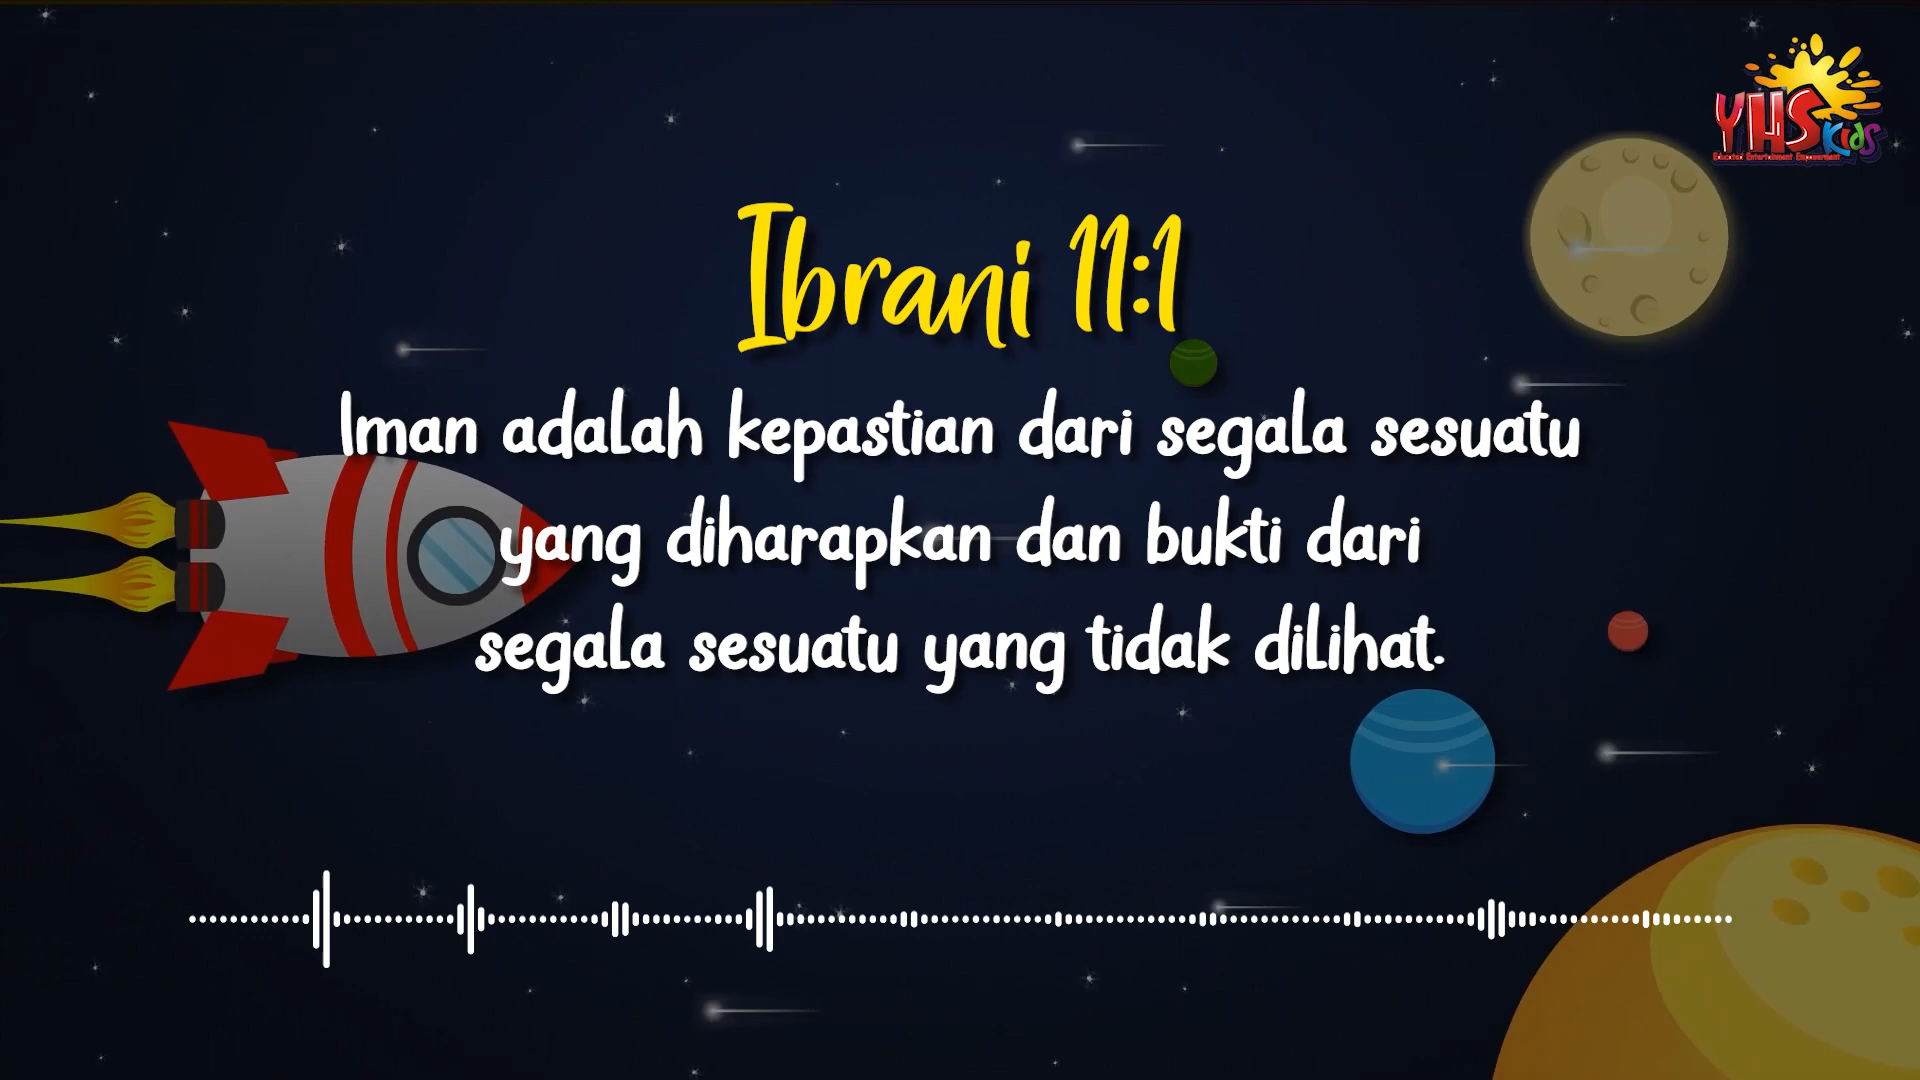 YHS Kids
Ibrani 11:1
Iman adalah kepastian dari segala sesuatu
yang diharapkan dan bukti dari
segala sesuatu yang tidak dilihat.